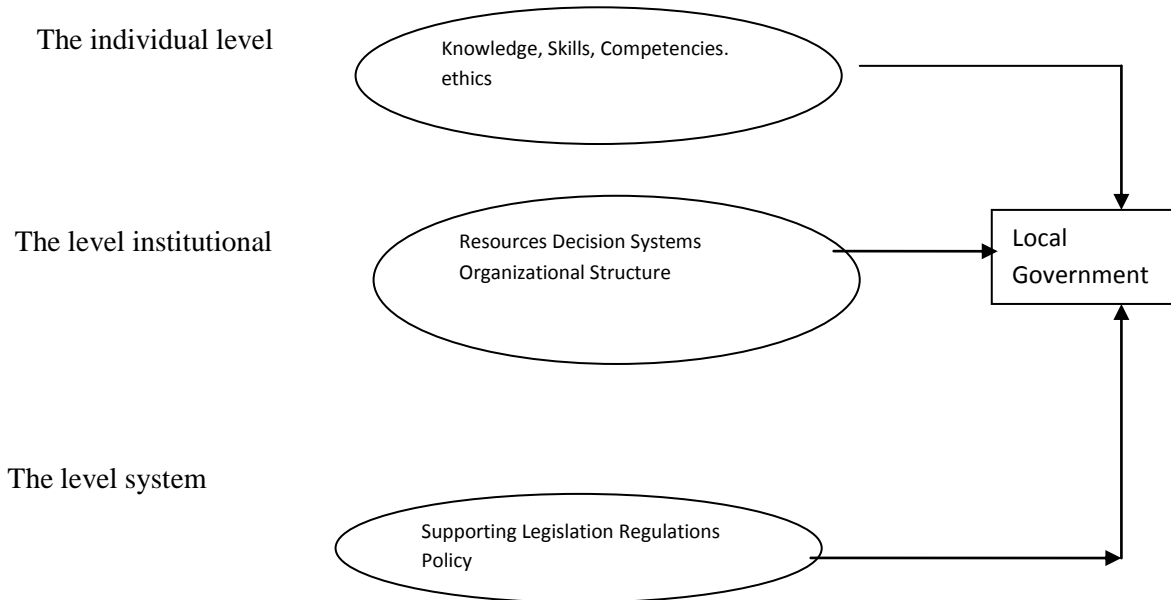 The individual level
Knowledge, Skills, Competencies.
ethics
The level institutional
Resources Decision Systems
Organizational Structure
Local
Government
The level system
Supporting Legislation Regulations
Policy